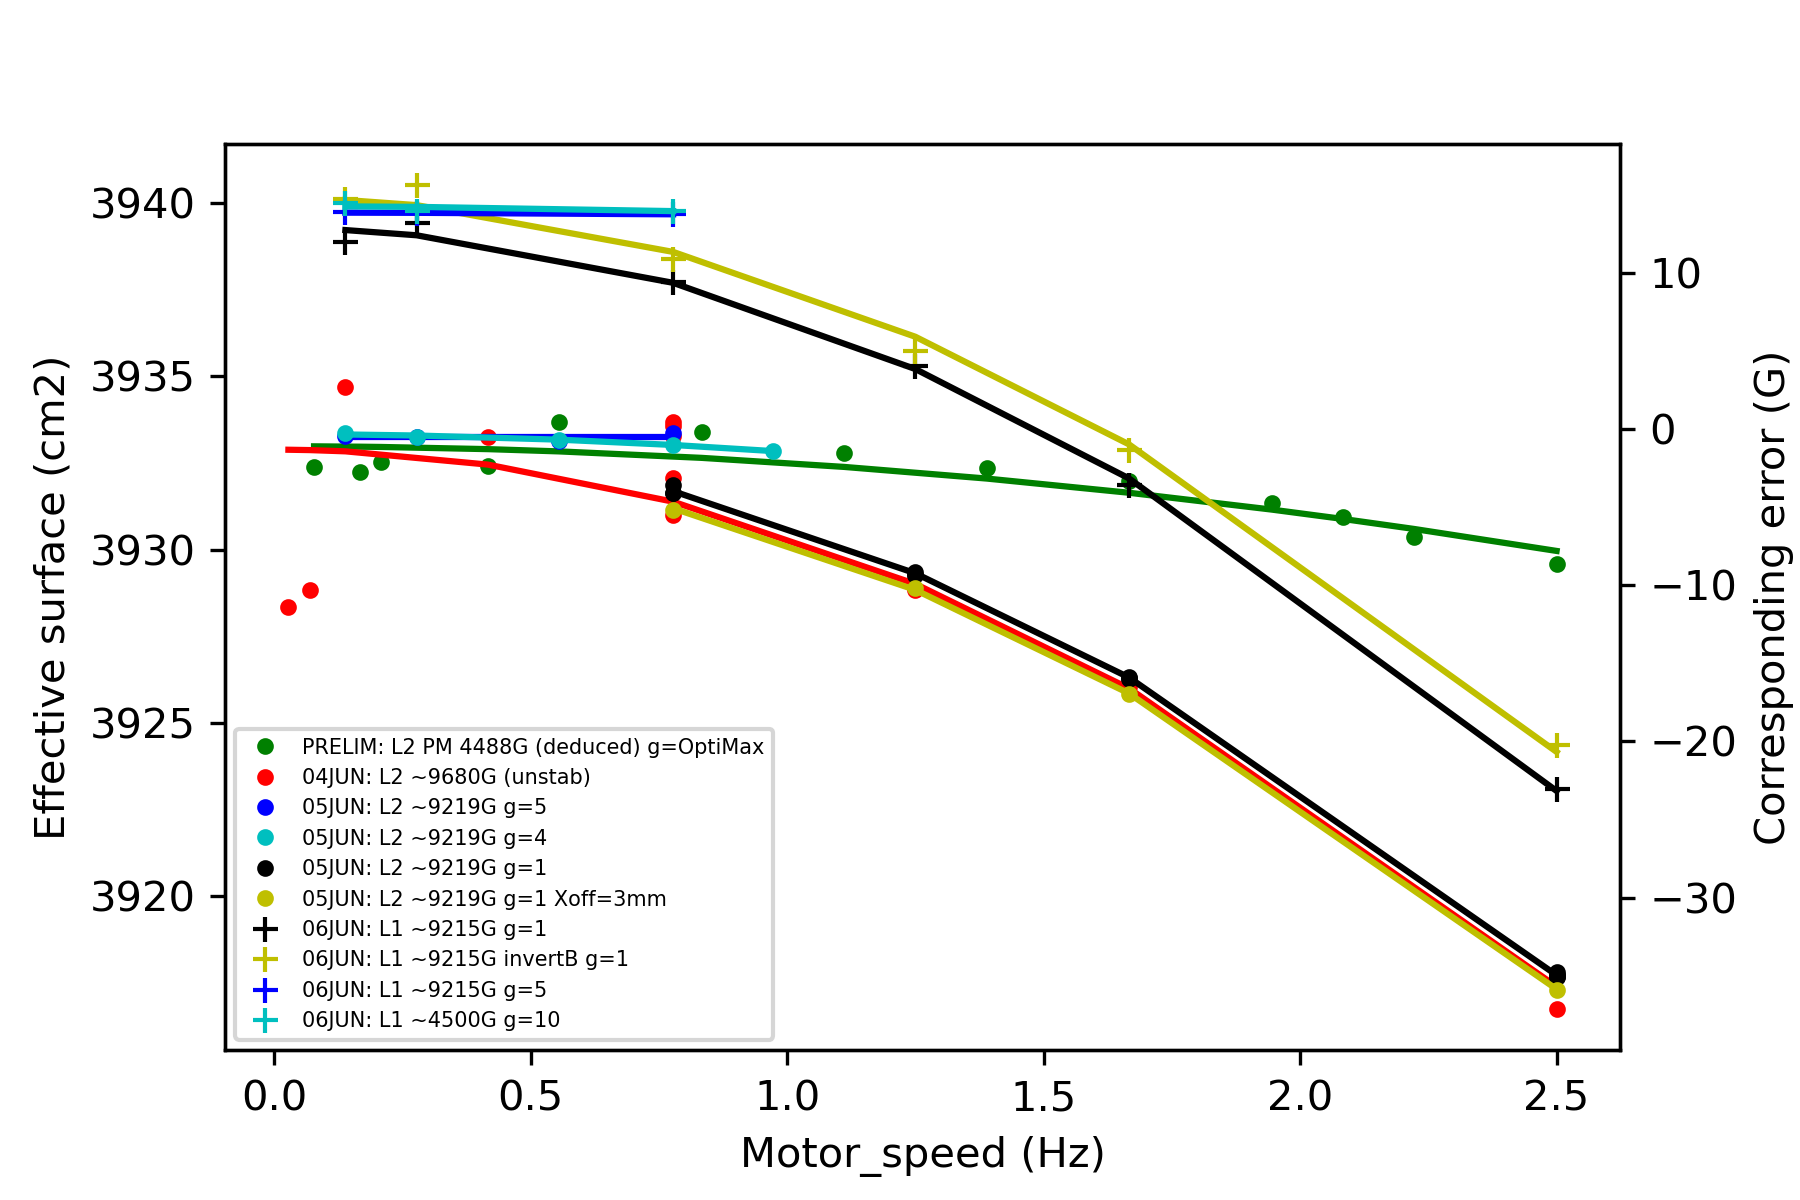 3940
3935
3930
3925
3920
Effective surface (cm2)
10
0
−10
−20
−30
Corresponding error (G)
PRELIM: L2 PM 4488G (deduced) g=OptiMax
04JUN: L2 ~9680G (unstab)
05JUN: L2 ~9219G g=5
05JUN: L2 ~9219G g=4
05JUN: L2 ~9219G g=1
05JUN: L2 ~9219G g=1 Xoff=3mm
06JUN: L1 ~9215G g=1
06JUN: L1 ~9215G invertB g=1
06JUN: L1 ~9215G g=5
06JUN: L1 ~4500G g=10
0.0 0.5 1.0 1.5 2.0 2.5
Motor_speed (Hz)